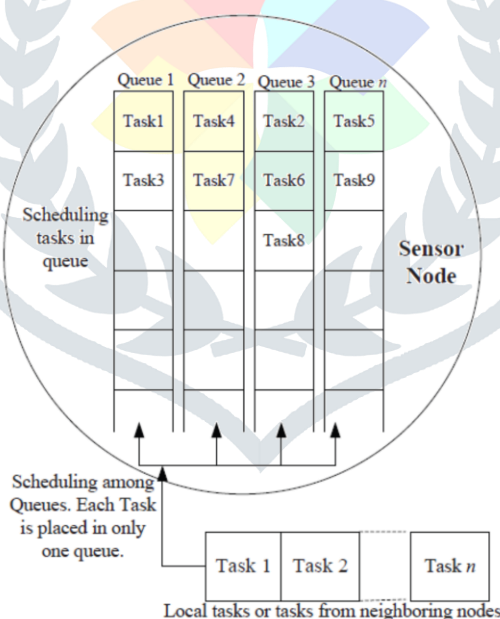 Queue 1 Queue 2 Queue 3 Queue n
Task1 Task4 Task2 Task5
Task3 Task7 Task6 Task9
Task8
Scheduling
tasks in
queue
Sensor
Node
Scheduling among
Queues. Each Task
is placed in only
one queue.
Task 1 Task 2 Task n
Local tasks or tasks from neighboring nodes